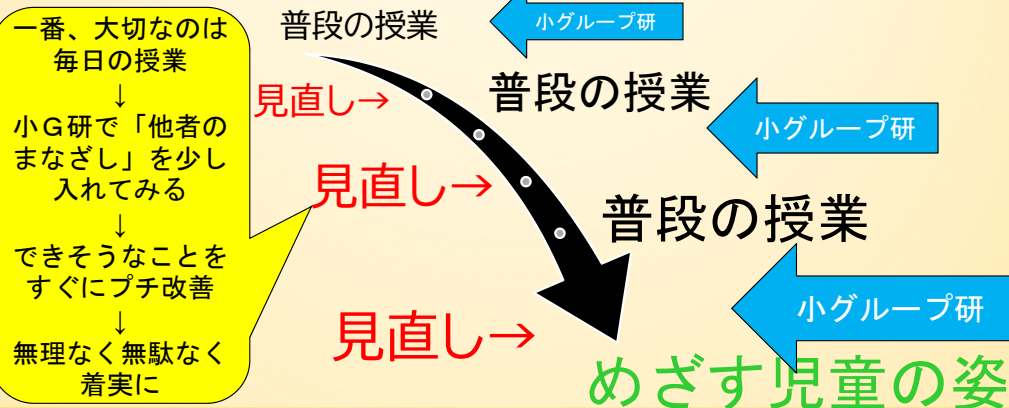 一番、大切なのは
毎日の授業
↓
小G研で「他者の
まなざし」を少し
入れてみる
↓
できそうなことを
すぐにプチ改善
↓
無理なく無駄なく
着実に
普段の授業
小グループ研
見直し→
普段の授業
小グループ研
見直し→
普段の授業
小グループ研
見直し→
めざす児童の姿